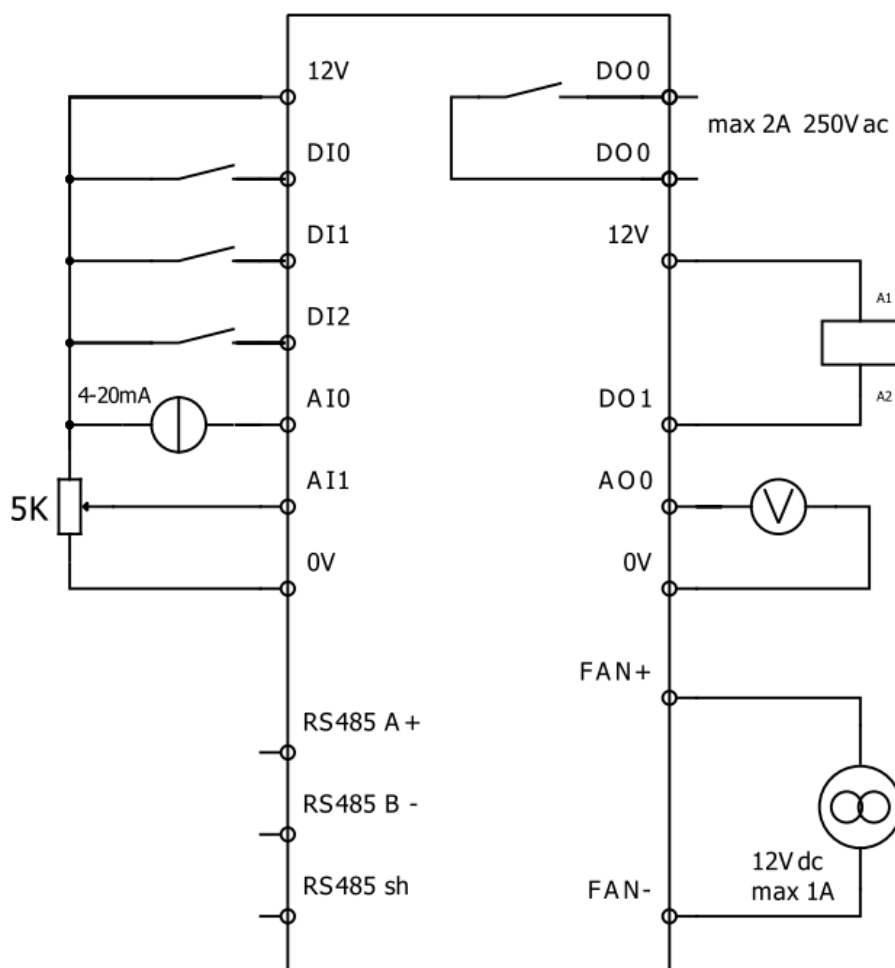 12V
DI0
DI1
DI2
4-20mA
AI0
AI1
5K
0V
RS485 A+
RS485 B -
RS485 sh
DO0
max 2A 250V ac
DO0
12V
A1
A2
DO1
AO0
V
0V
FAN+
12V dc
max 1A
FAN-